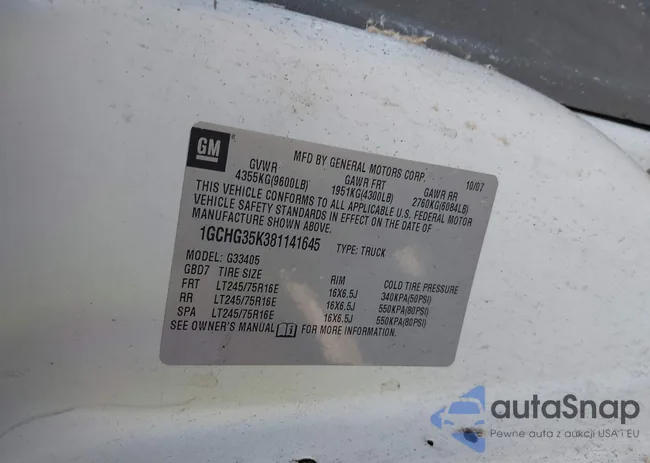 GM
MFD BY GENERAL MOTORS CORP. 10/07
GVWR GAWR FRT GAWR RR
4355KG(9600LB) 1951KG(4300LB) 2760KG(6084LB)
THIS VEHICLE CONFORMS TO ALL APPLICABLE U.S. FEDERAL MOTOR
VEHICLE SAFETY STANDARDS IN EFFECT ON THE DATE OF
MANUFACTURE SHOWN ABOVE.
1GCHG35K381141645 TYPE: TRUCK
MODEL: G33405
GBD7 TIRE SIZE RIM COLD TIRE PRESSURE
FRT LT245/75R16E 16X6.5J 340KPA(50PSI)
RR LT245/75R16E 16X6.5J 550KPA(80PSI)
SPA LT245/75R16E 16X6.5J 550KPA(80PSI)
SEE OWNER'S MANUAL FOR MORE INFORMATION.
autaSnap
Pewne auta z aukcji USA i EU